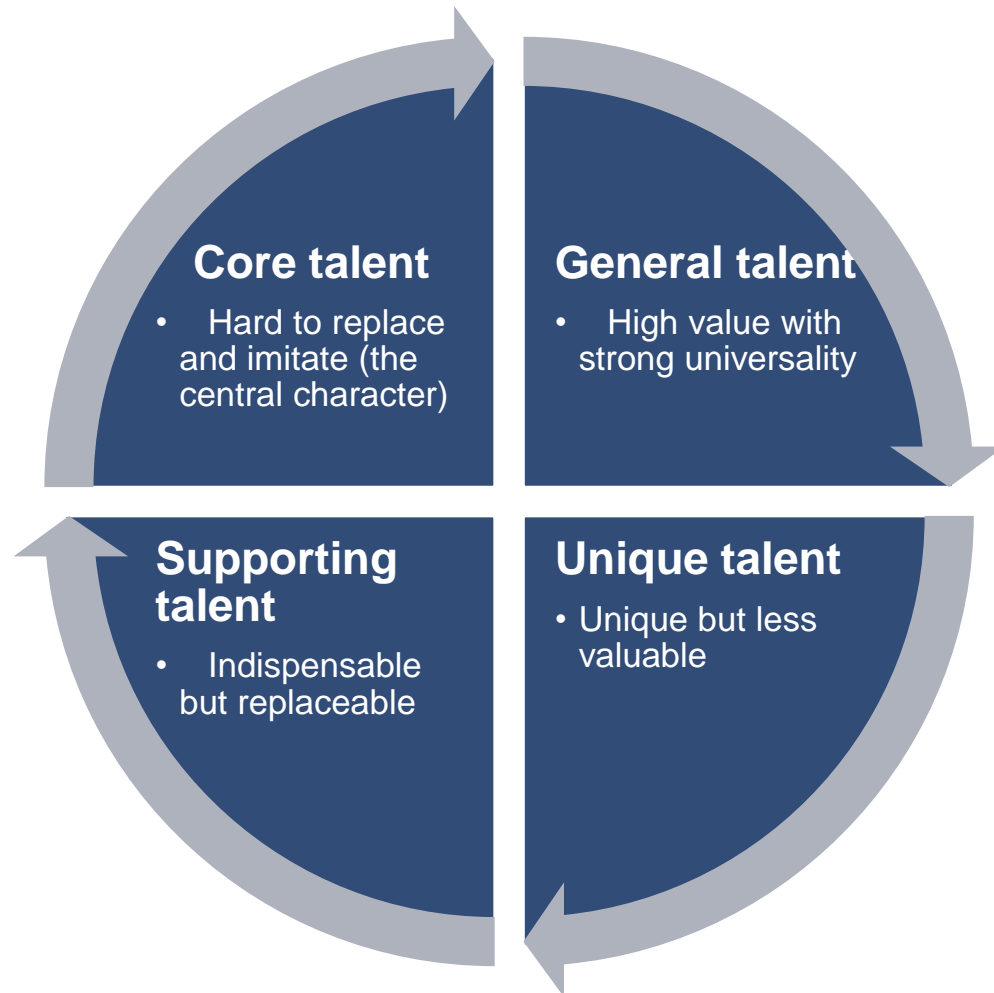 Core talent
• Hard to replace
and imitate (the
central character)
General talent
• High value with
strong universality
Supporting
talent
• Indispensable
but replaceable
Unique talent
• Unique but less
valuable